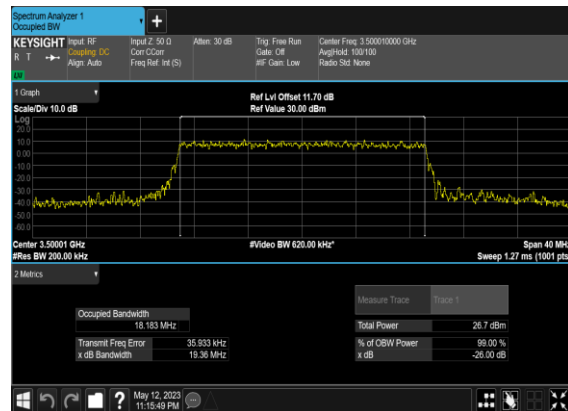 Spectrum Analyzer 1
Occupied BW
+
KEYSIGHT Input: RF Input Z: 50 Ω Atten: 30 dB Trig: Free Run Center Freq: 3.500010000 GHz
R T Coupling: DC Corr CCorr Gate: Off Avg|Hold: 100/100
Align: Auto Freq Ref: Int (S) #IF Gain: Low Radio Std: None
1 Graph
Ref Lvl Offset 11.70 dB
Scale/Div 10.0 dB Ref Value 30.00 dBm
Log
20.0
10.0
0.00
-10.0
-20.0
-30.0
-40.0
-50.0
-60.0
Center 3.50001 GHz #Video BW 620.00 kHz* Span 40 MHz
#Res BW 200.00 kHz Sweep 1.27 ms (1001 pts
2 Metrics
Measure Trace Trace 1
Occupied Bandwidth
18.183 MHz
Total Power 26.7 dBm
Transmit Freq Error 35.933 kHz
% of OBW Power 99.00 %
x dB Bandwidth 19.36 MHz
x dB -26.00 dB
?
May 12, 2023
11:15:49 PM